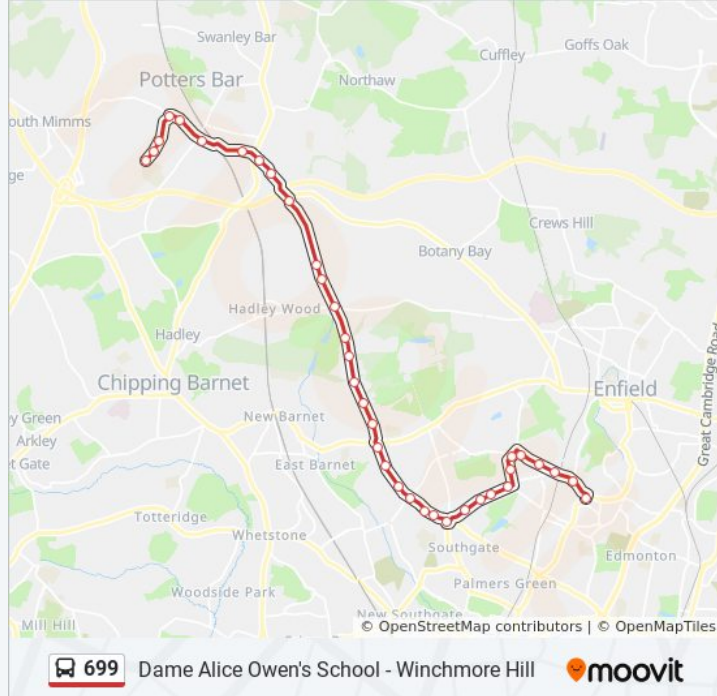 Swanley Bar
Goffs Oak
Cuffley
Potters Bar
Northaw
outh Mimms
ge
Crews Hill
Botany Bay
Hadley Wood
Hadley
Chipping Barnet
Enfield
Great Cambridge Road
y Green
New Barnet
Arkley
et Gate
East Barnet
Totteridge
Whetstone
Southgate
Edmonton
Palmers Green
Woodside Park
New Southgate
Mill Hill
© OpenStreetMap contributors | © OpenMapTiles
699 Dame Alice Owen's School - Winchmore Hill moovit